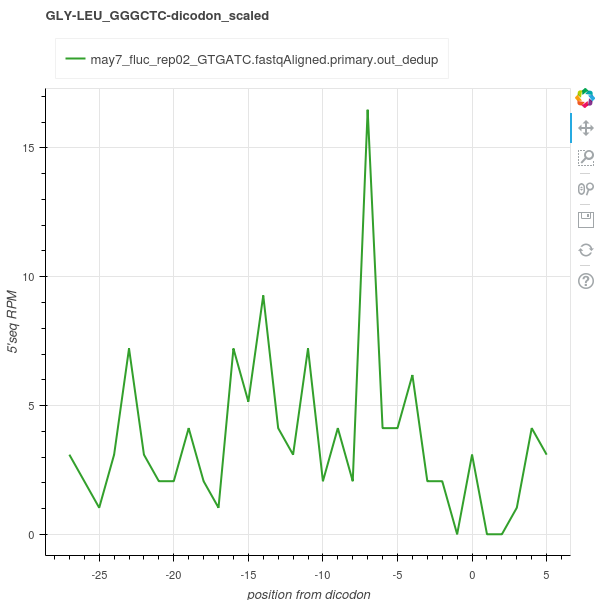 GLY-LEU_GGGCTC-dicodon_scaled
may7_fluc_rep02_GTGATC.fastqAligned.primary.out_dedup
15
10
5
0
5'seq RPM
-25 -20 -15 -10 -5 0 5
position from dicodon